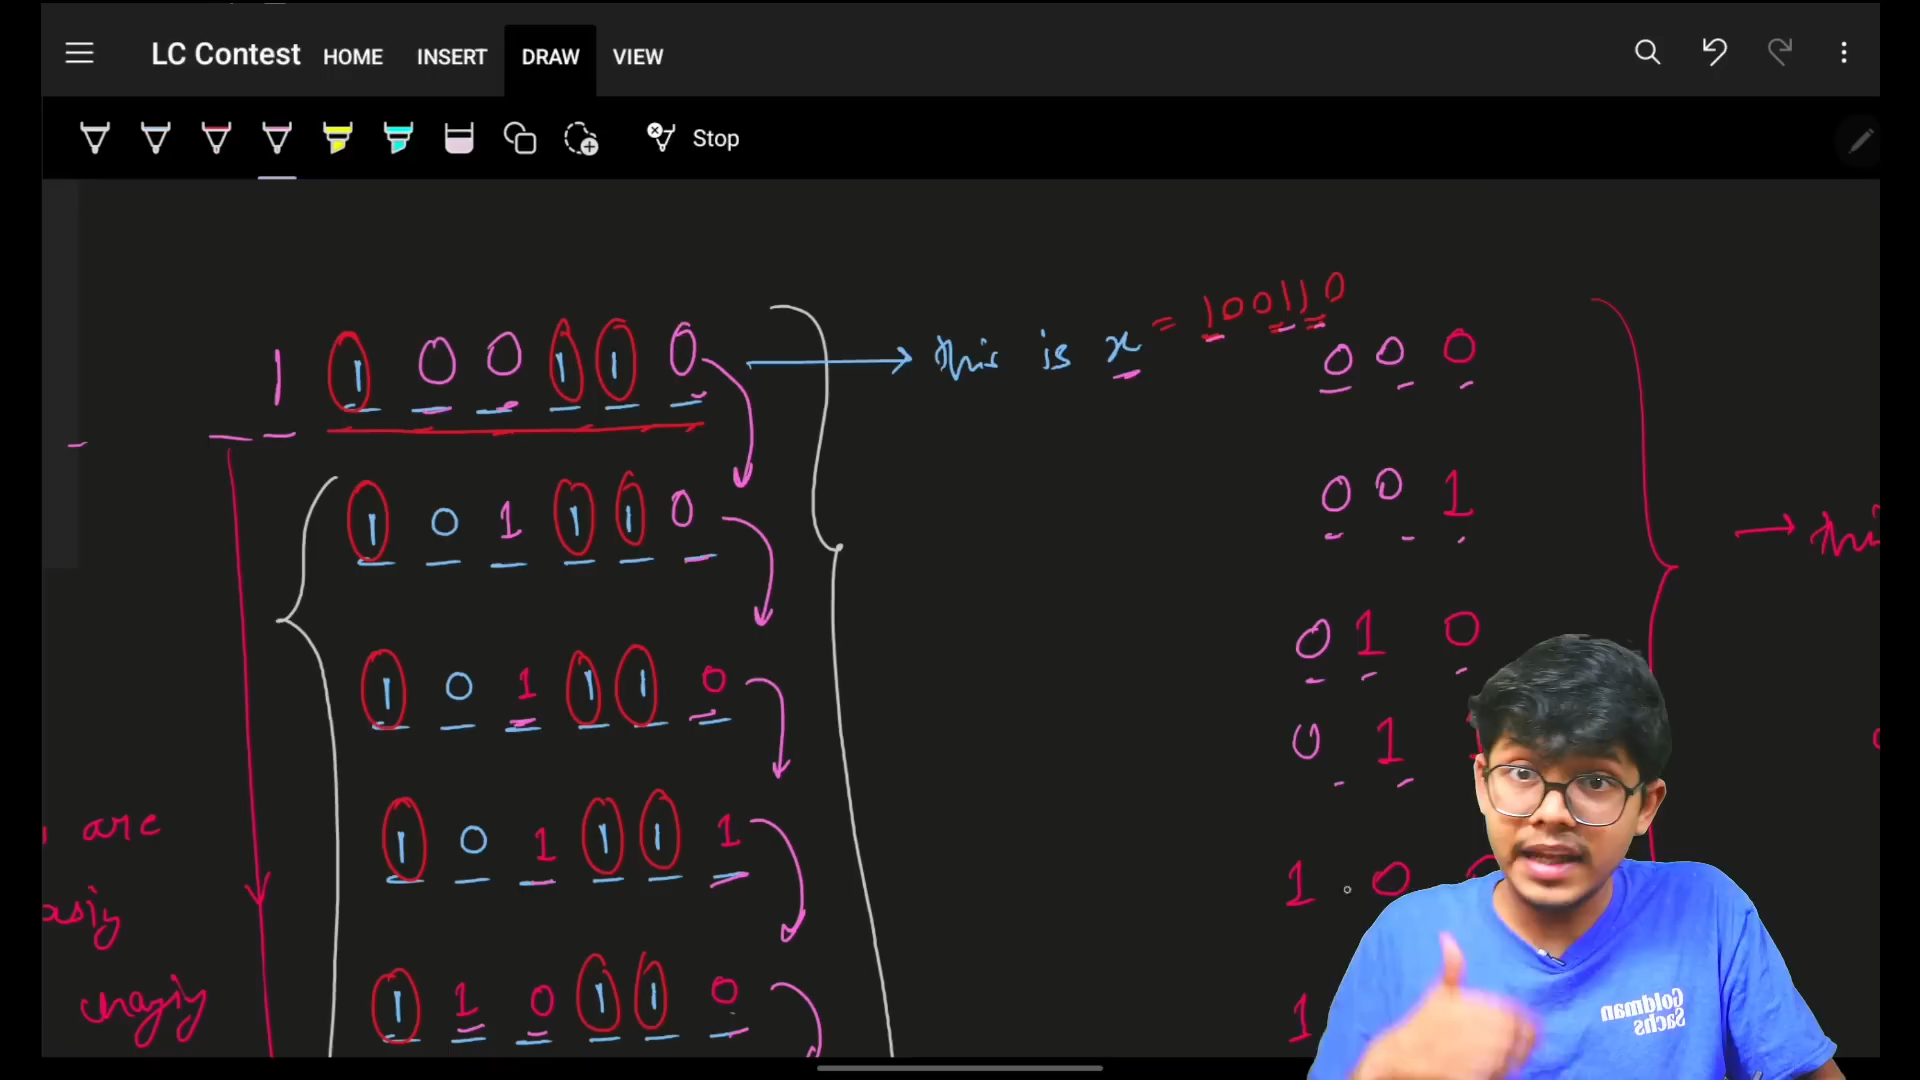 LC Contest HOME INSERT DRAW VIEW
Stop
1 1 0 0 1 1 0 → this is x = 100110
0 0 0
1 0 1 1 1 0
0 0 1
1 0 1 1 1 0
0 1 0
0 1
1 0 1 1 1 1
1 0
1 1 0 1 1 0
1
are
Goldman
Sachs